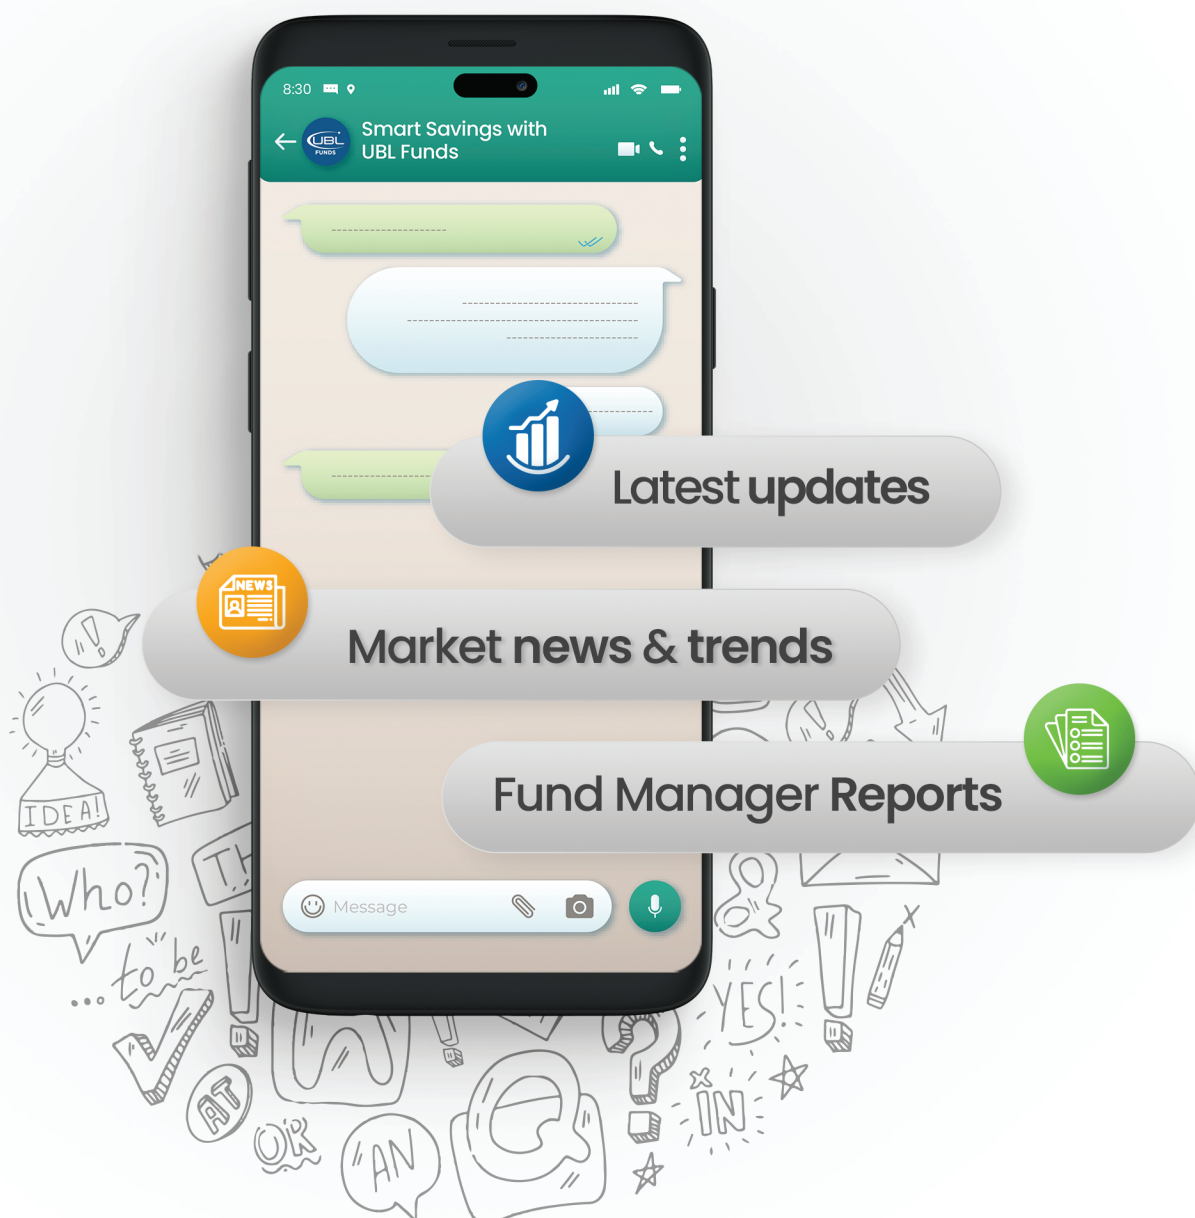 8:30
UBL
FUNDS
Smart Savings with
UBL Funds
Latest updates
NEWS
Market news & trends
Fund Manager Reports
IDEA!
Who?
TH
&
Message
... to be
YES!
?
W
AT
OR
AN
Q
IN